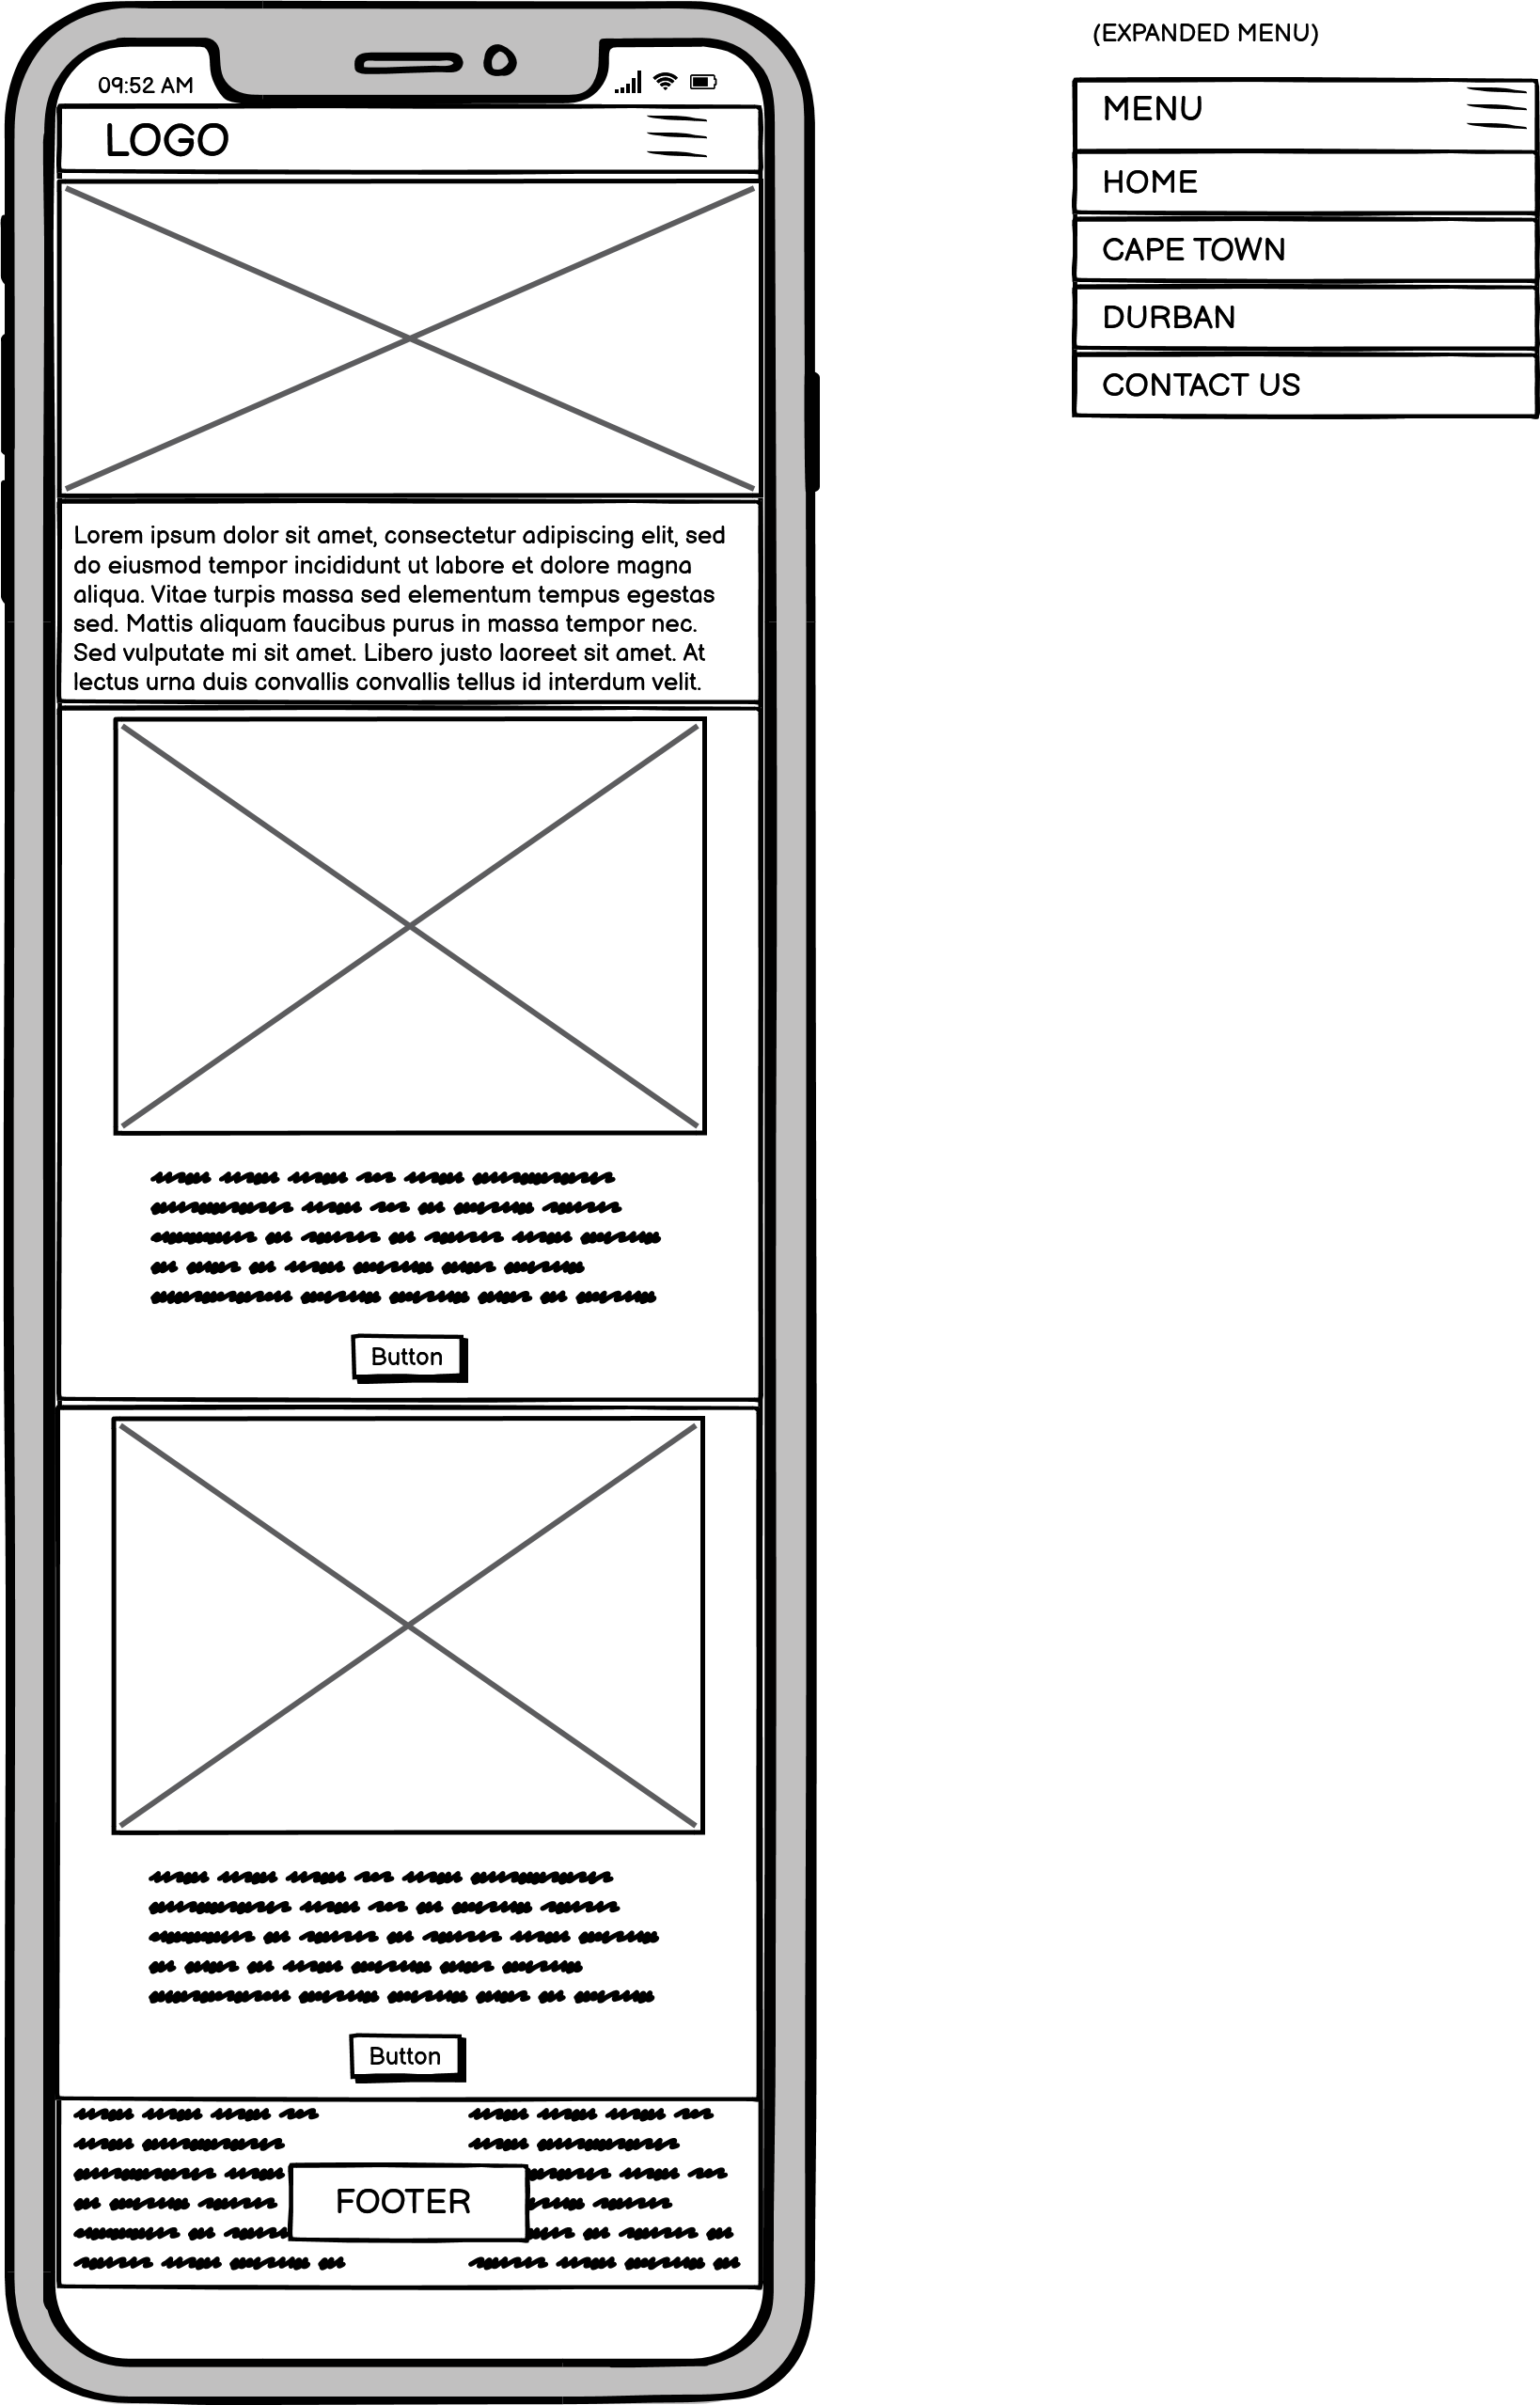 (EXPANDED MENU)
09:52 AM
LOGO
MENU
HOME
CAPE TOWN
DURBAN
CONTACT US
Lorem ipsum dolor sit amet, consectetur adipiscing elit, sed
do eiusmod tempor incididunt ut labore et dolore magna
aliqua. Vitae turpis massa sed elementum tempus egestas
sed. Mattis aliquam faucibus purus in massa tempor nec.
Sed vulputate mi sit amet. Libero justo laoreet sit amet. At
lectus urna duis convallis convallis tellus id interdum velit.
Button
Button
FOOTER